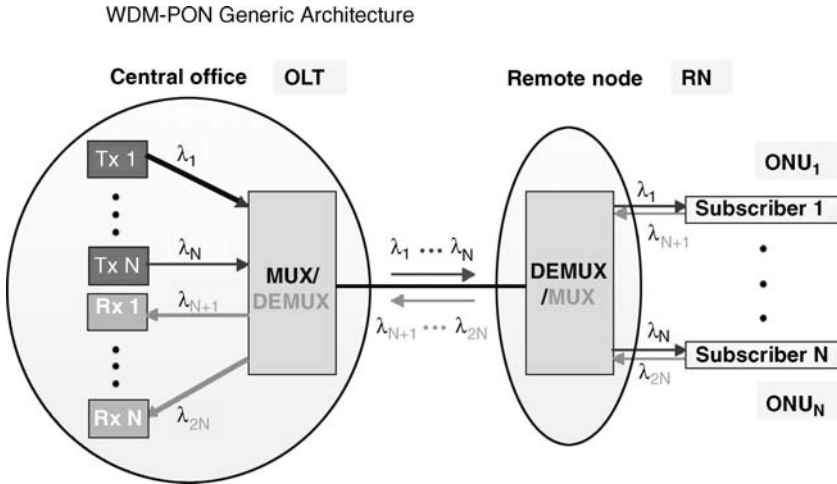 WDM-PON Generic Architecture
Central office OLT
Remote node RN
Tx 1
λ1
Tx N
λN
Rx 1
λN+1
Rx N
λ2N
MUX/
DEMUX
λ1 ··· λN
λN+1 ··· λ2N
DEMUX
/MUX
ONU1
λ1
Subscriber 1
λN+1
λN
Subscriber N
λ2N
ONUN